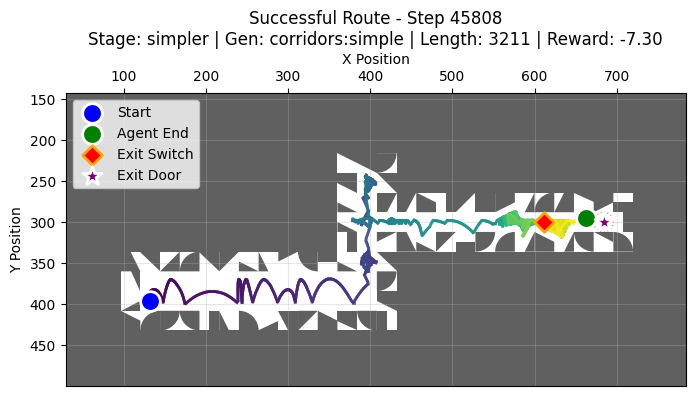 Successful Route - Step 45808
Stage: simpler | Gen: corridors:simple | Length: 3211 | Reward: -7.30
X Position
100 200 300 400 500 600 700
150
200
250
300
350
400
450
Y Position
Start
Agent End
Exit Switch
Exit Door